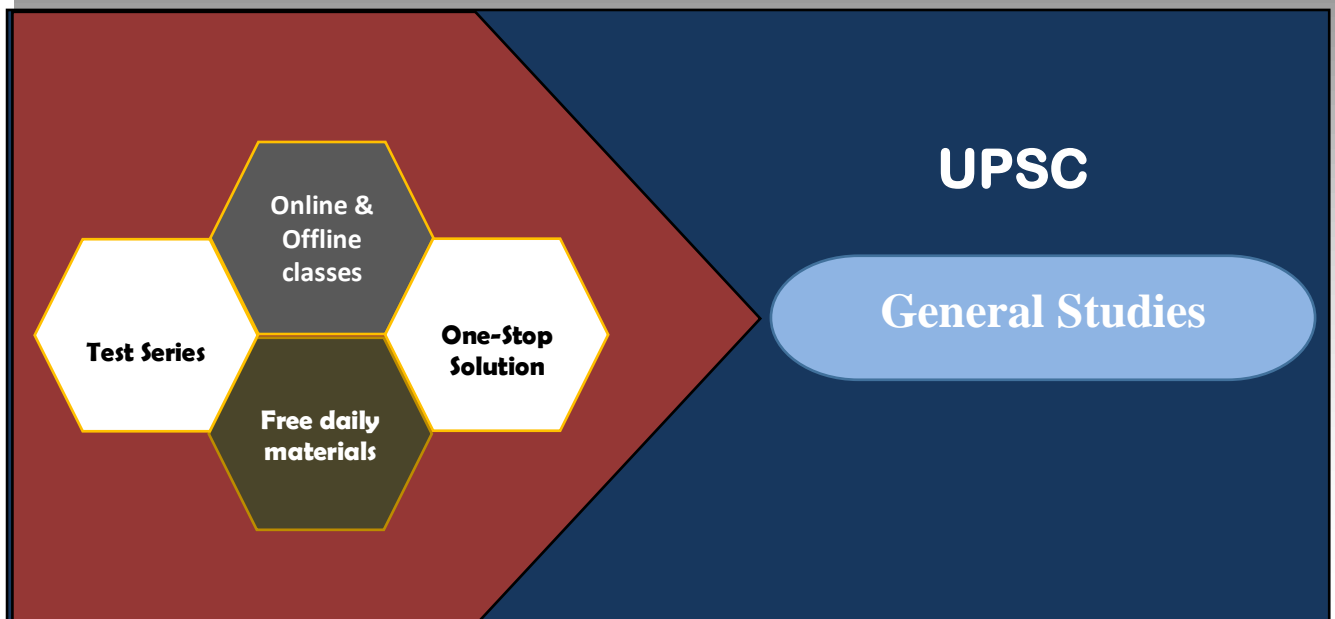 Online &
Offline
classes
Test Series
One-Stop
Solution
Free daily
materials
UPSC
General Studies